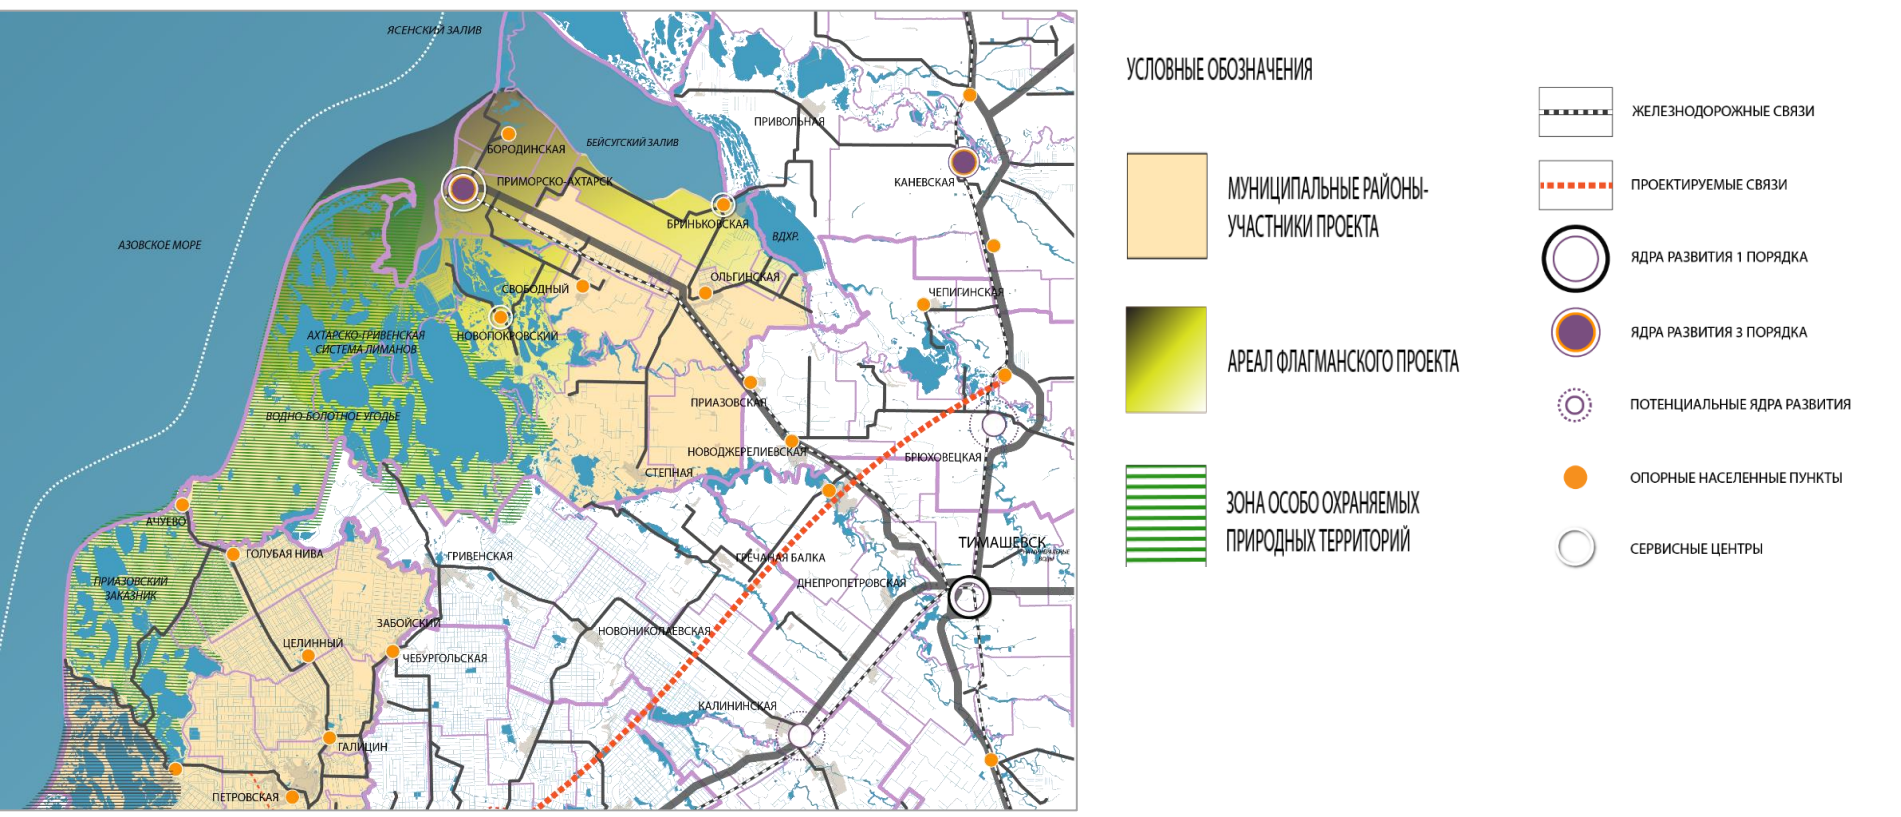 ЯСЕНСКИЙ ЗАЛИВ
ПРИВОЛЬНАЯ
БЕЙСУГСКИЙ ЗАЛИВ
БОРОДИНСКАЯ
ПРИМОРСКО-АХТАРСК
КАНЕВСКАЯ
БРИНЬКОВСКАЯ
ВДХР.
АЗОВСКОЕ МОРЕ
ОЛЬГИНСКАЯ
СВОБОДНЫЙ
ЧЕПИГИНСКАЯ
АХТАРСКО-ГРИВЕНСКАЯ
СИСТЕМА ЛИМАНОВ
НОВОПОКРОВСКИЙ
ПРИАЗОВСКАЯ
ВОДНО-БОЛОТНОЕ УГОДЬЕ
НОВОДЖЕРЕЛИЕВСКАЯ
БРЮХОВЕЦКАЯ
СТЕПНАЯ
АЧУЕВО
ГОЛУБАЯ НИВА
ГРИВЕНСКАЯ
ГРЕЧАНАЯ БАЛКА
ТИМАШЕВСК
ДНЕПРОПЕТРОВСКАЯ
ПРИАЗОВСКИЙ
ЗАКАЗНИК
ЗАБОЙСКИЙ
НОВОНИКОЛАЕВСКАЯ
ЦЕЛИННЫЙ
ЧЕБУРГОЛЬСКАЯ
КАЛИНИНСКАЯ
ГАЛИЦИН
ПЕТРОВСКАЯ
УСЛОВНЫЕ ОБОЗНАЧЕНИЯ
МУНИЦИПАЛЬНЫЕ РАЙОНЫ-
УЧАСТНИКИ ПРОЕКТА
АРЕАЛ ФЛАГМАНСКОГО ПРОЕКТА
ЗОНА ОСОБО ОХРАНЯЕМЫХ
ПРИРОДНЫХ ТЕРРИТОРИЙ
ЖЕЛЕЗНОДОРОЖНЫЕ СВЯЗИ
ПРОЕКТИРУЕМЫЕ СВЯЗИ
ЯДРА РАЗВИТИЯ 1 ПОРЯДКА
ЯДРА РАЗВИТИЯ 3 ПОРЯДКА
ПОТЕНЦИАЛЬНЫЕ ЯДРА РАЗВИТИЯ
ОПОРНЫЕ НАСЕЛЕННЫЕ ПУНКТЫ
СЕРВИСНЫЕ ЦЕНТРЫ